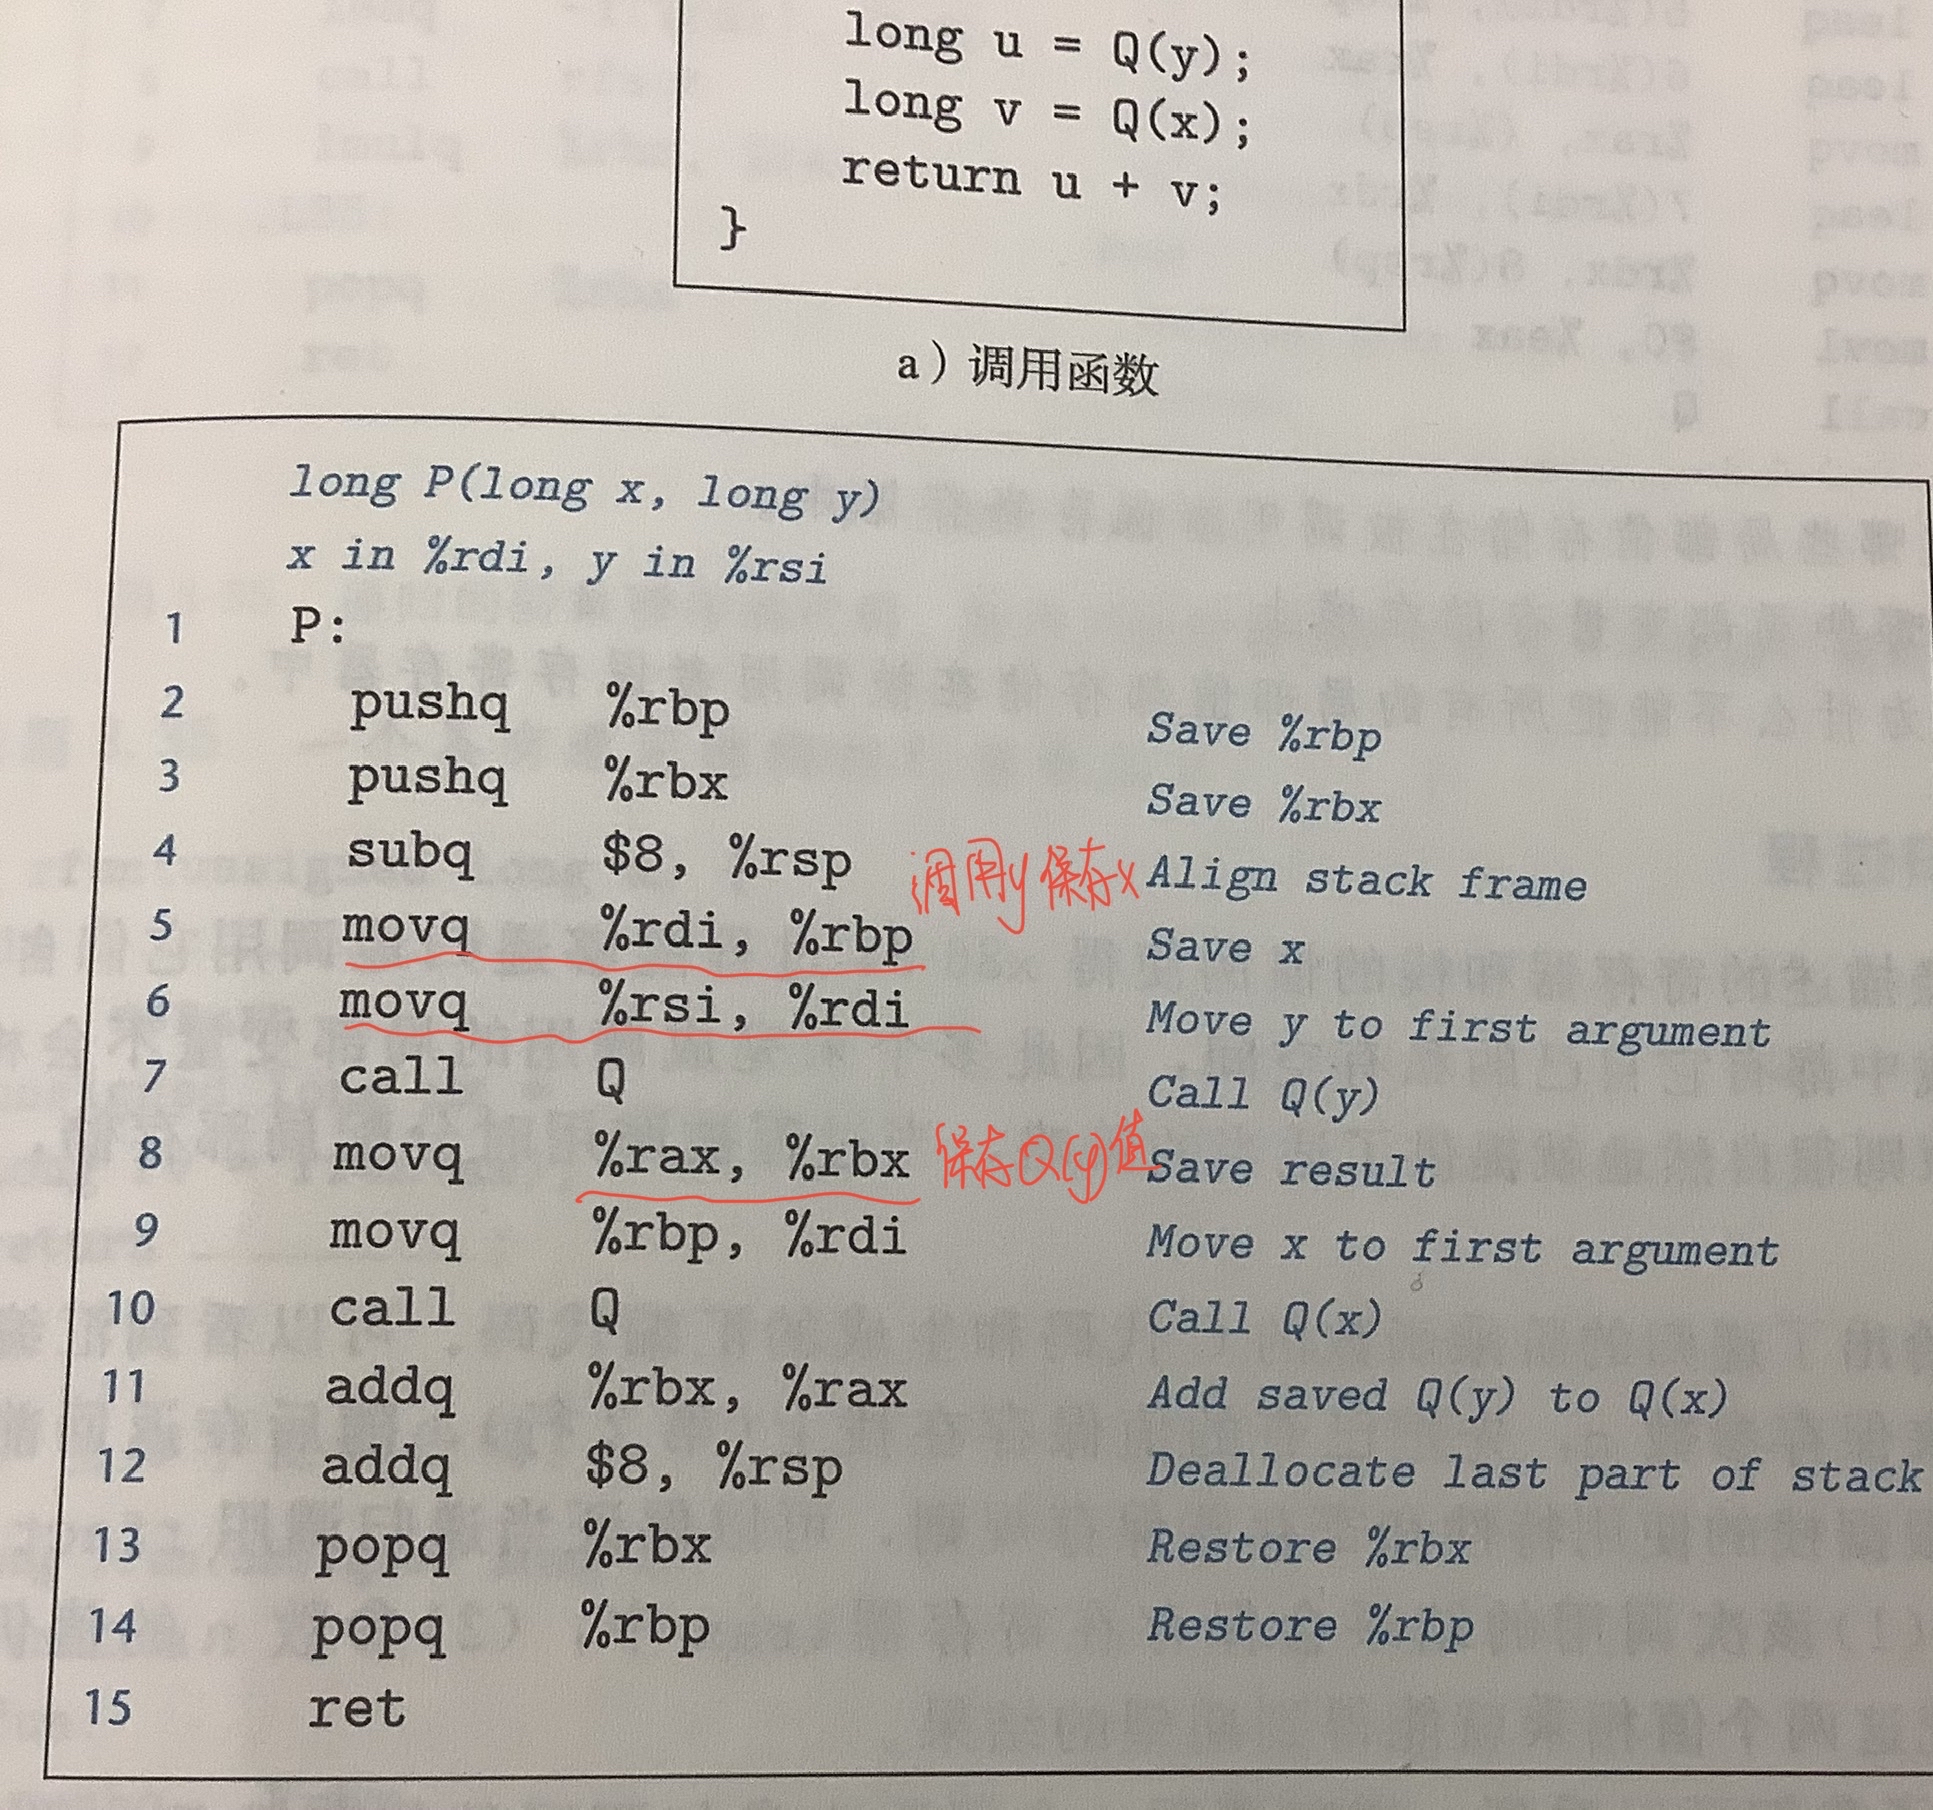 long u = Q(y);
long v = Q(x);
return u + v;
}
a）调用函数
long P(long x, long y)
x in %rdi, y in %rsi
1 P:
2 pushq %rbp Save %rbp
3 pushq %rbx Save %rbx
4 subq $8, %rsp Align stack frame
调用y保存x
5 movq %rdi, %rbp Save x
6 movq %rsi, %rdi Move y to first argument
7 call Q Call Q(y)
8 movq %rax, %rbx 保存Q(y)值 Save result
9 movq %rbp, %rdi Move x to first argument
10 call Q Call Q(x)
11 addq %rbx, %rax Add saved Q(y) to Q(x)
12 addq $8, %rsp Deallocate last part of stack
13 popq %rbx Restore %rbx
14 popq %rbp Restore %rbp
15 ret